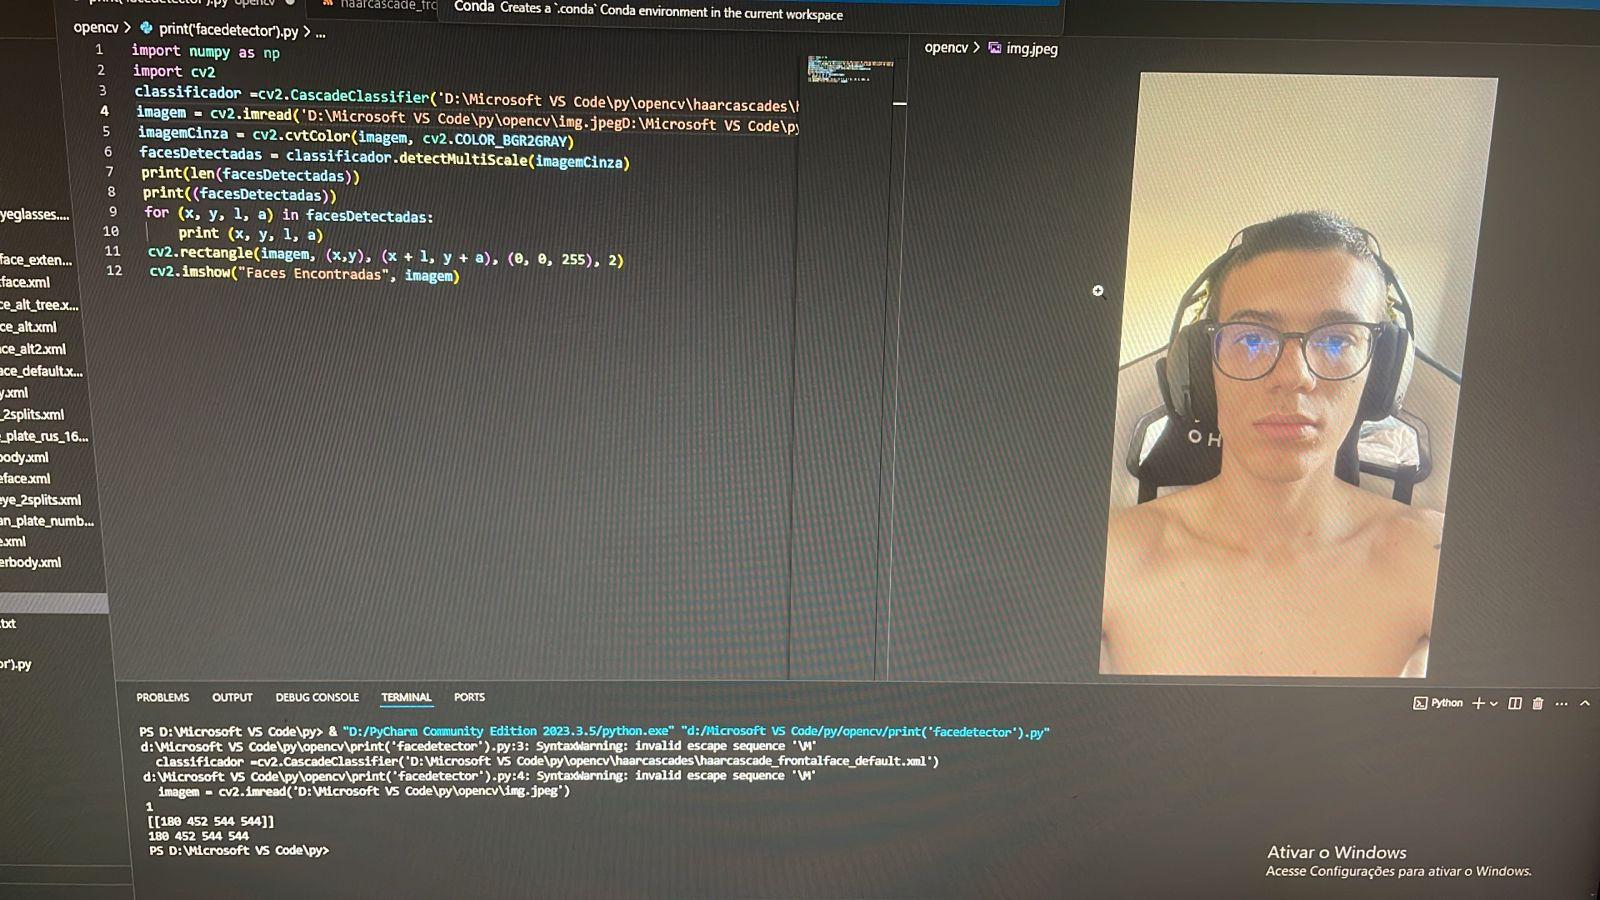 print('facedetector').py opencv
haarcascade_frc
Conda Creates a `.conda` Conda environment in the current workspace
opencv > print('facedetector').py > ...
1 import numpy as np
2 import cv2
3 classificador =cv2.CascadeClassifier('D:\Microsoft VS Code\py\opencv\haarcascades\h
4 imagem = cv2.imread('D:\Microsoft VS Code\py\opencv\img.jpegD:\Microsoft VS Code\py
5 imagemCinza = cv2.cvtColor(imagem, cv2.COLOR_BGR2GRAY)
6 facesDetectadas = classificador.detectMultiScale(imagemCinza)
7 print(len(facesDetectadas))
8 print((facesDetectadas))
9 for (x, y, l, a) in facesDetectadas:
10 print (x, y, l, a)
11 cv2.rectangle(imagem, (x,y), (x + l, y + a), (0, 0, 255), 2)
12 cv2.imshow("Faces Encontradas", imagem)
yeglasses....
face_exten...
face.xml
ce_alt_tree.x...
ce_alt.xml
ace_alt2.xml
ace_default.x...
y.xml
_2splits.xml
_plate_rus_16...
body.xml
eface.xml
eye_2splits.xml
an_plate_numb...
e.xml
erbody.xml
.txt
or').py
opencv > img.jpeg
OH
PROBLEMS OUTPUT DEBUG CONSOLE TERMINAL PORTS
Python
PS D:\Microsoft VS Code\py> & "D:/PyCharm Community Edition 2023.3.5/python.exe" "d:/Microsoft VS Code/py/opencv/print('facedetector').py"
d:\Microsoft VS Code\py\opencv\print('facedetector').py:3: SyntaxWarning: invalid escape sequence '\M'
classificador =cv2.CascadeClassifier('D:\Microsoft VS Code\py\opencv\haarcascades\haarcascade_frontalface_default.xml')
d:\Microsoft VS Code\py\opencv\print('facedetector').py:4: SyntaxWarning: invalid escape sequence '\M'
imagem = cv2.imread('D:\Microsoft VS Code\py\opencv\img.jpeg')
1
[[180 452 544 544]]
180 452 544 544
PS D:\Microsoft VS Code\py>
Ativar o Windows
Acesse Configurações para ativar o Windows.